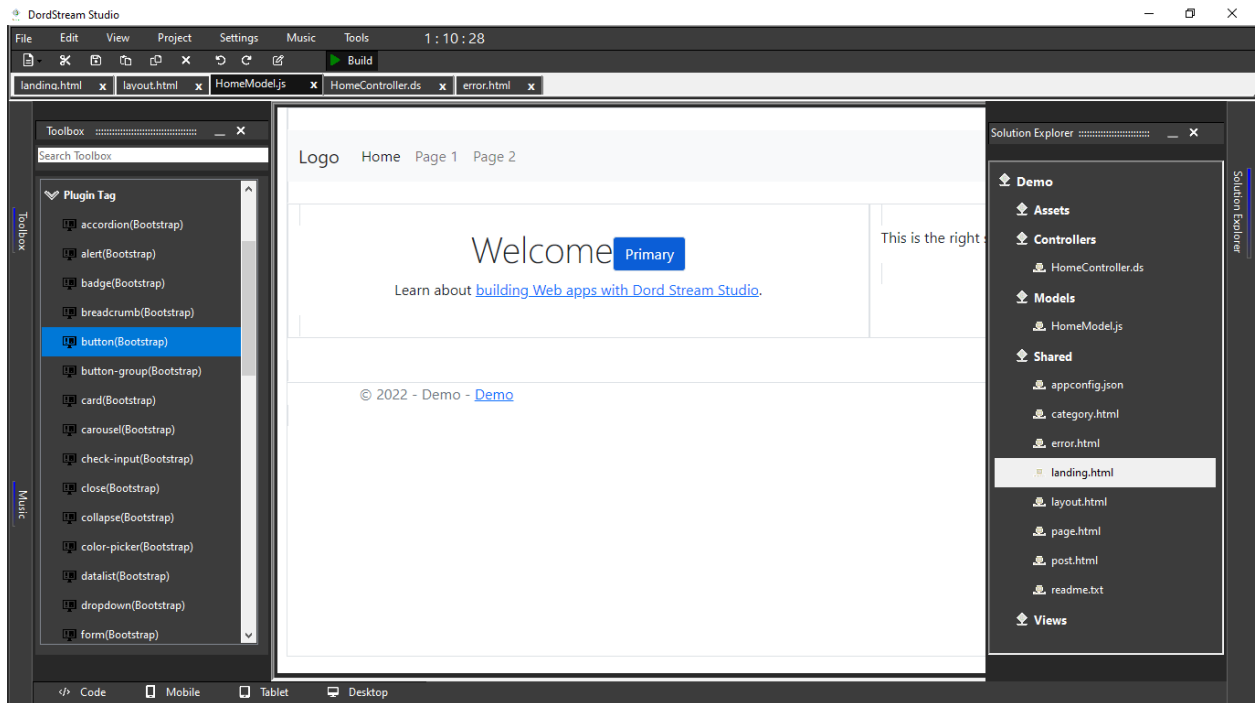 DordStream Studio
File Edit View Project Settings Music Tools 1 : 10 : 28
Build
landing.html x layout.html x HomeModel.js x HomeController.ds x error.html x
Toolbox
Search Toolbox
Plugin Tag
accordion(Bootstrap)
alert(Bootstrap)
badge(Bootstrap)
breadcrumb(Bootstrap)
button(Bootstrap)
button-group(Bootstrap)
card(Bootstrap)
carousel(Bootstrap)
check-input(Bootstrap)
close(Bootstrap)
collapse(Bootstrap)
color-picker(Bootstrap)
datalist(Bootstrap)
dropdown(Bootstrap)
form(Bootstrap)
Toolbox
Music
Logo Home Page 1 Page 2
Welcome Primary
Learn about building Web apps with Dord Stream Studio.
This is the right
© 2022 - Demo - Demo
Solution Explorer
Demo
Assets
Controllers
HomeController.ds
Models
HomeModel.js
Shared
appconfig.json
category.html
error.html
landing.html
layout.html
page.html
post.html
readme.txt
Views
Solution Explorer
</> Code Mobile Tablet Desktop